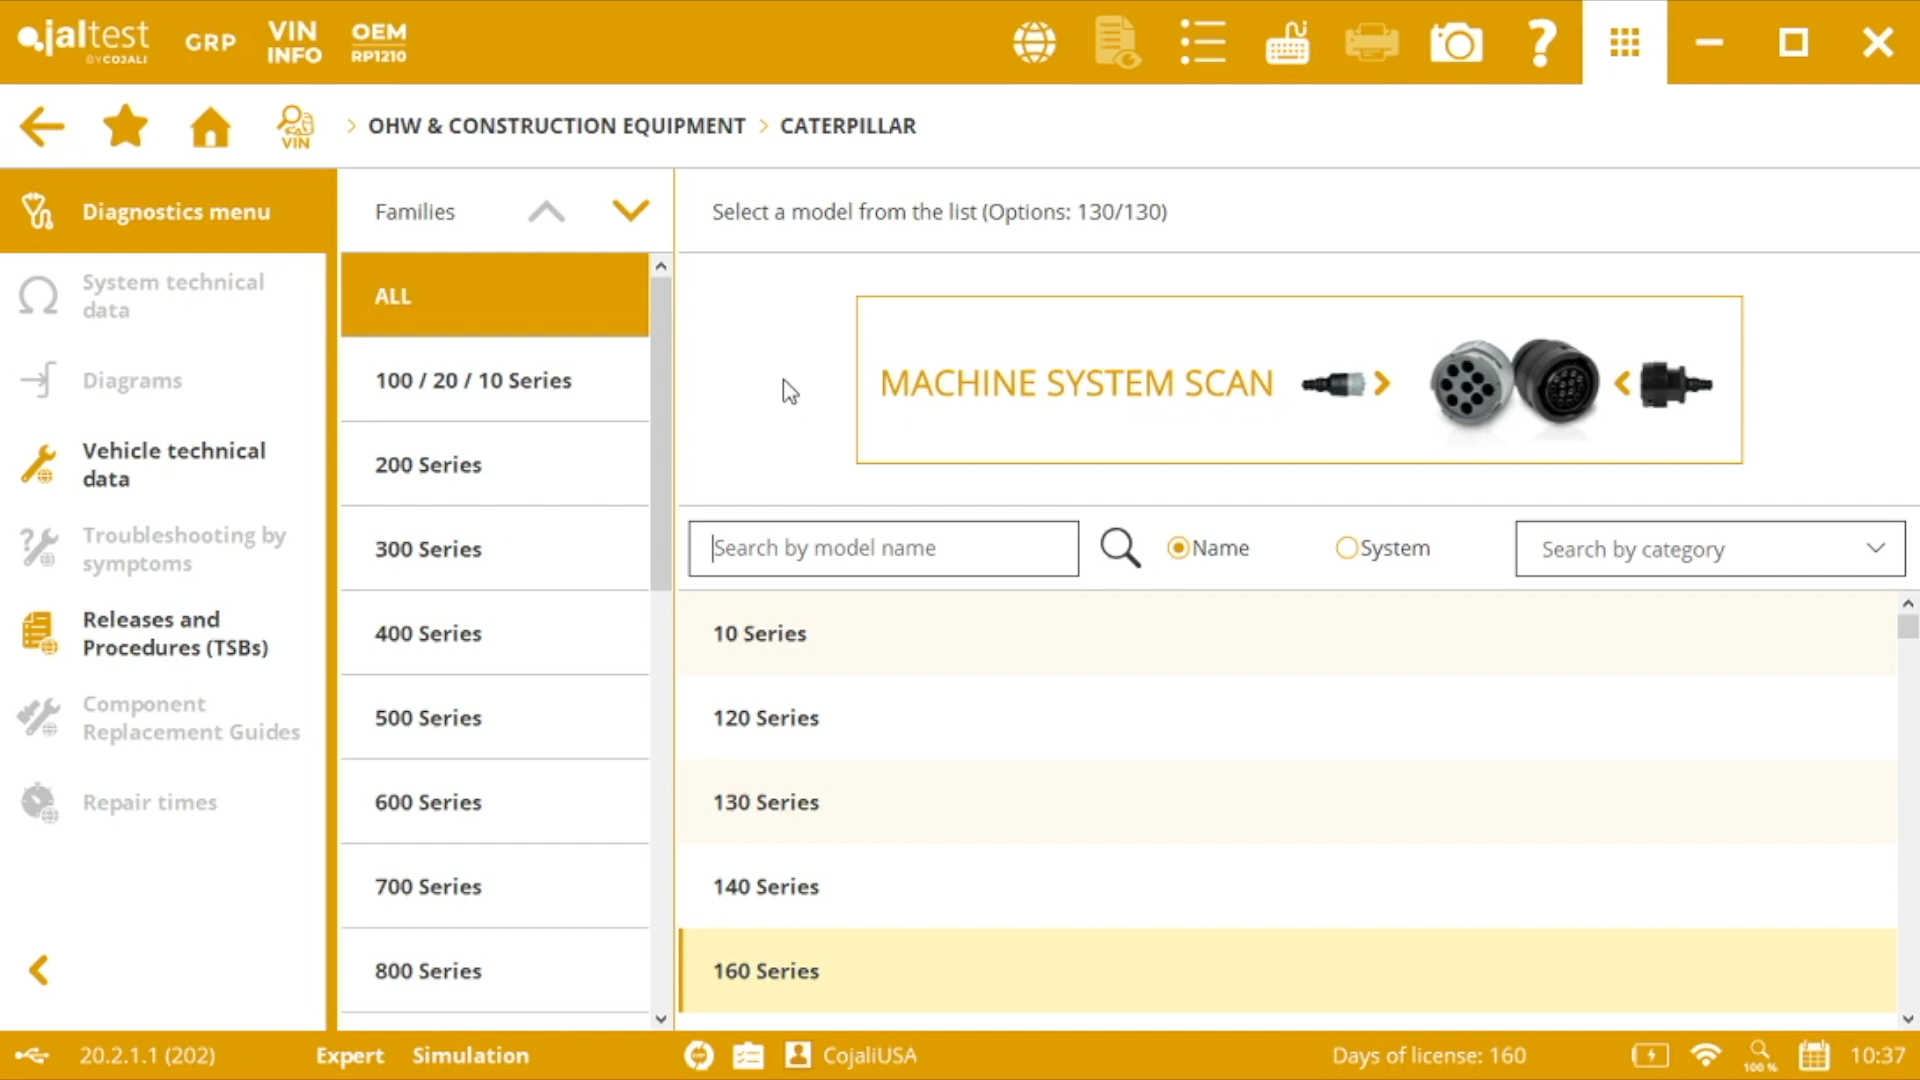 jaltest
BY COJALI
GRP
VIN
INFO
OEM
RP1210
VIN
OHW & CONSTRUCTION EQUIPMENT
CATERPILLAR
Diagnostics menu
System technical
data
Diagrams
Vehicle technical
data
Troubleshooting by
symptoms
Releases and
Procedures (TSBs)
Component
Replacement Guides
Repair times
Families
ALL
100 / 20 / 10 Series
200 Series
300 Series
400 Series
500 Series
600 Series
700 Series
800 Series
Select a model from the list (Options: 130/130)
MACHINE SYSTEM SCAN
Search by model name
Name
System
Search by category
10 Series
120 Series
130 Series
140 Series
160 Series
20.2.1.1 (202)
Expert
Simulation
CojaliUSA
Days of license: 160
100 %
10:37